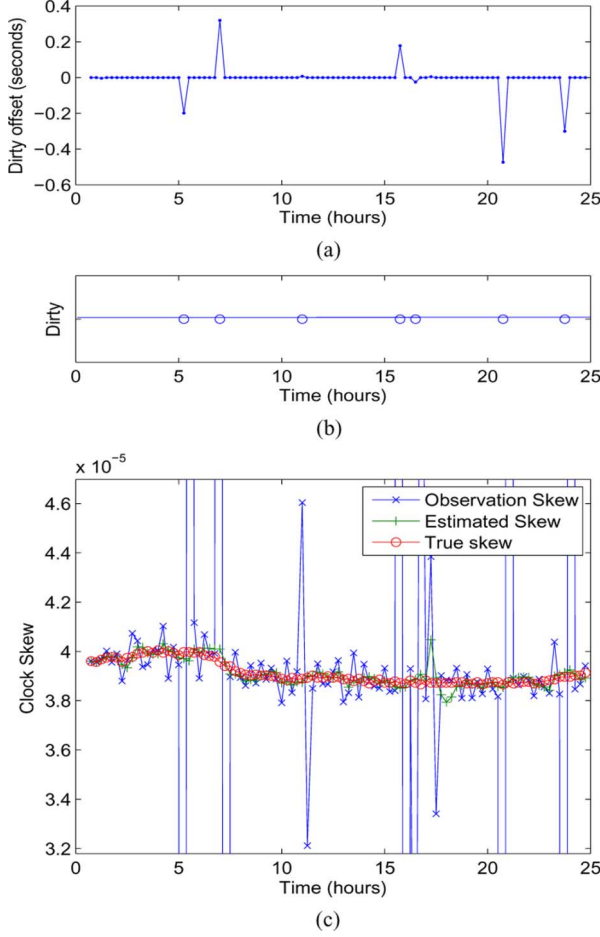 0.4
0.2
0
−0.2
−0.4
−0.6
Dirty offset (seconds)
0 5 10 15 20 25
Time (hours)
(a)
Dirty
0 5 10 15 20 25
Time (hours)
(b)
x 10⁻⁵
4.6
4.4
4.2
4
3.8
3.6
3.4
3.2
Clock Skew
Observation Skew
Estimated Skew
True skew
0 5 10 15 20 25
Time (hours)
(c)